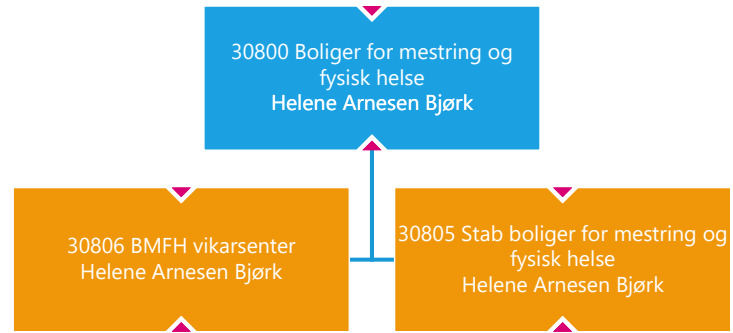 30800 Boliger for mestring og
fysisk helse
Helene Arnesen Bjørk
30806 BMFH vikarsenter
Helene Arnesen Bjørk
30805 Stab boliger for mestring og
fysisk helse
Helene Arnesen Bjørk